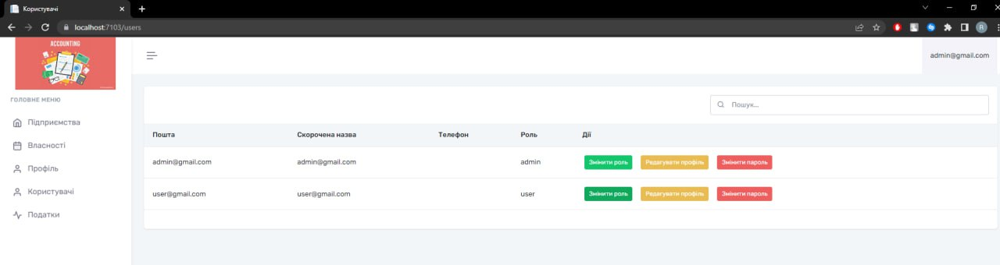 Користувачі
localhost:7103/users
R
ACCOUNTING
admin@gmail.com
ГОЛОВНЕ МЕНЮ
Підприємства
Власності
Профіль
Користувачі
Податки
Пошук...
Пошта Скорочена назва Телефон Роль Дії
admin@gmail.com admin@gmail.com admin Змінити роль Редагувати профіль Змінити пароль
user@gmail.com user@gmail.com user Змінити роль Редагувати профіль Змінити пароль